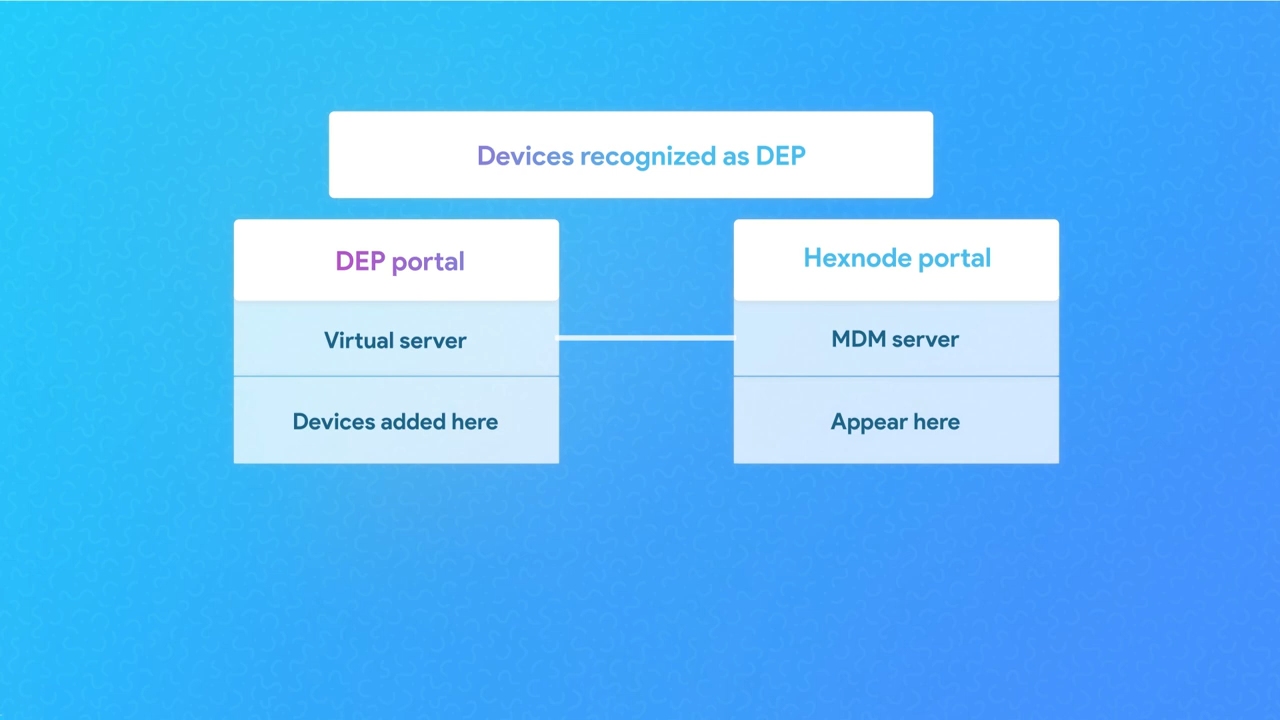 Devices recognized as DEP
DEP portal
Virtual server
Devices added here
Hexnode portal
MDM server
Appear here